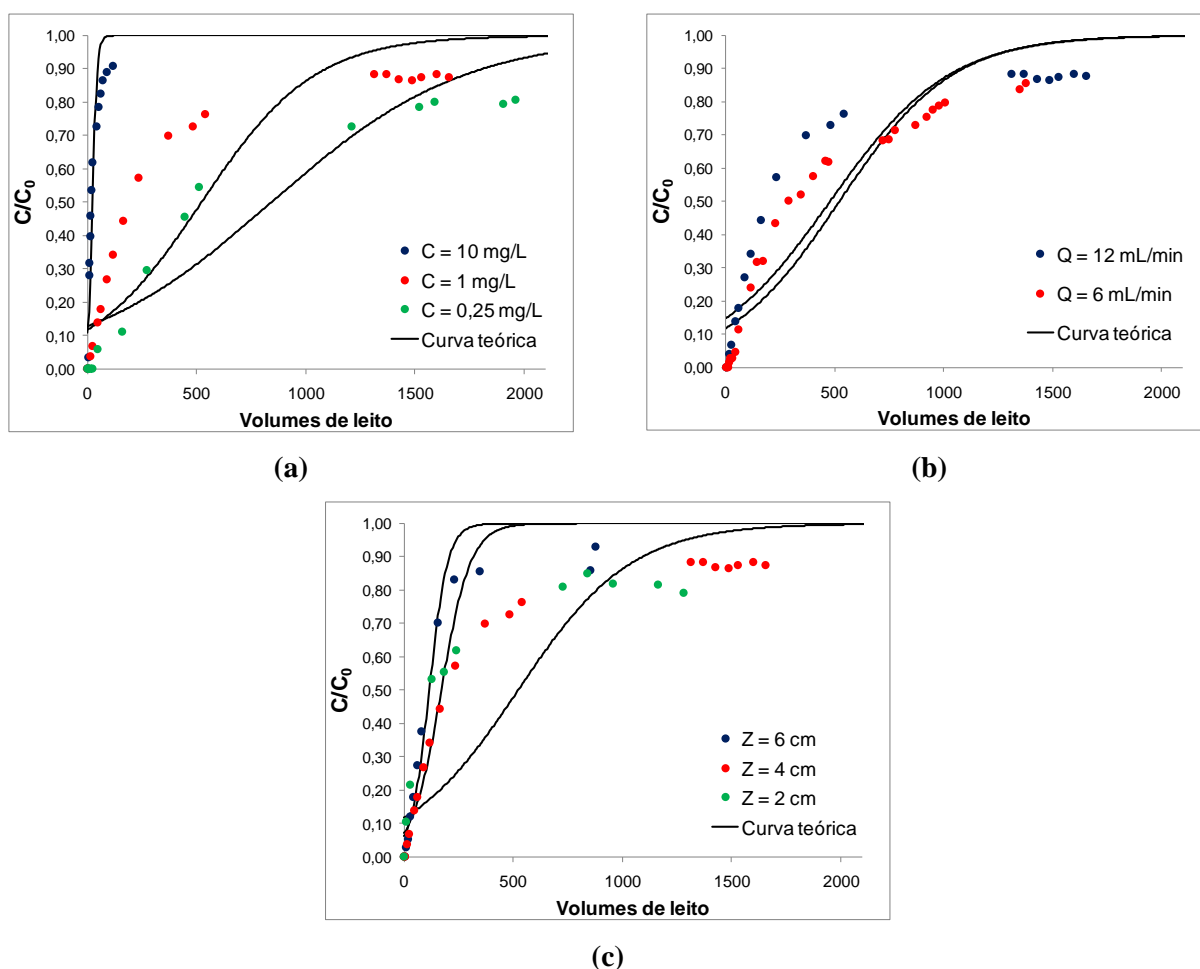 1,00
0,90
0,80
0,70
0,60
0,50
0,40
0,30
0,20
0,10
0,00
C/C0
C = 10 mg/L
C = 1 mg/L
C = 0,25 mg/L
Curva teórica
0 500 1000 1500 2000
Volumes de leito
(a)
1,00
0,90
0,80
0,70
0,60
0,50
0,40
0,30
0,20
0,10
0,00
C/C0
Q = 12 mL/min
Q = 6 mL/min
Curva teórica
0 500 1000 1500 2000
Volumes de leito
(b)
1,00
0,90
0,80
0,70
0,60
0,50
0,40
0,30
0,20
0,10
0,00
C/C0
Z = 6 cm
Z = 4 cm
Z = 2 cm
Curva teórica
0 500 1000 1500 2000
Volumes de leito
(c)